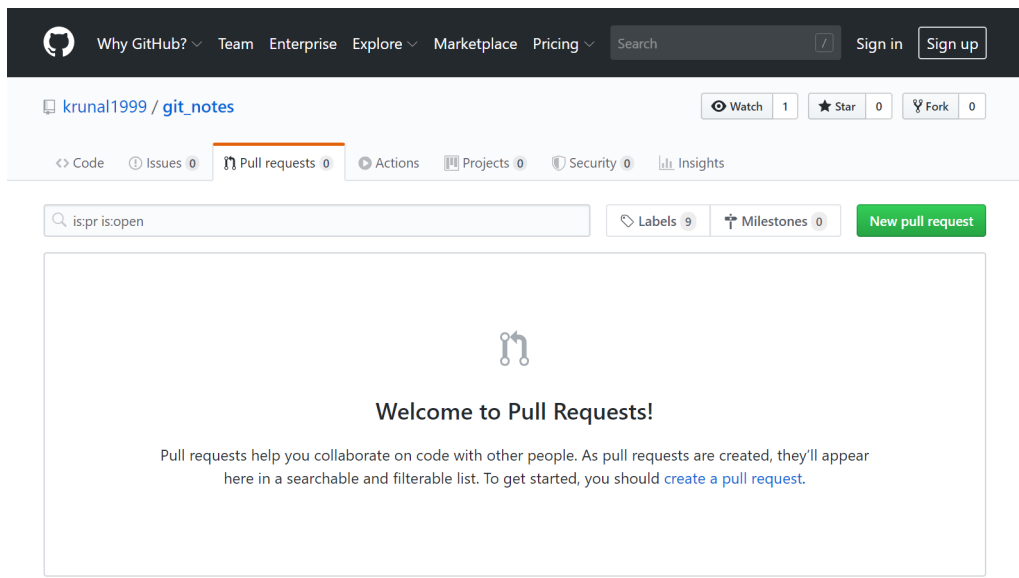 Why GitHub? Team Enterprise Explore Marketplace Pricing Search / Sign in Sign up
krunal1999 / git_notes Watch 1 Star 0 Fork 0
<> Code Issues 0 Pull requests 0 Actions Projects 0 Security 0 Insights
is:pr is:open Labels 9 Milestones 0 New pull request
Welcome to Pull Requests!
Pull requests help you collaborate on code with other people. As pull requests are created, they’ll appear
here in a searchable and filterable list. To get started, you should create a pull request.